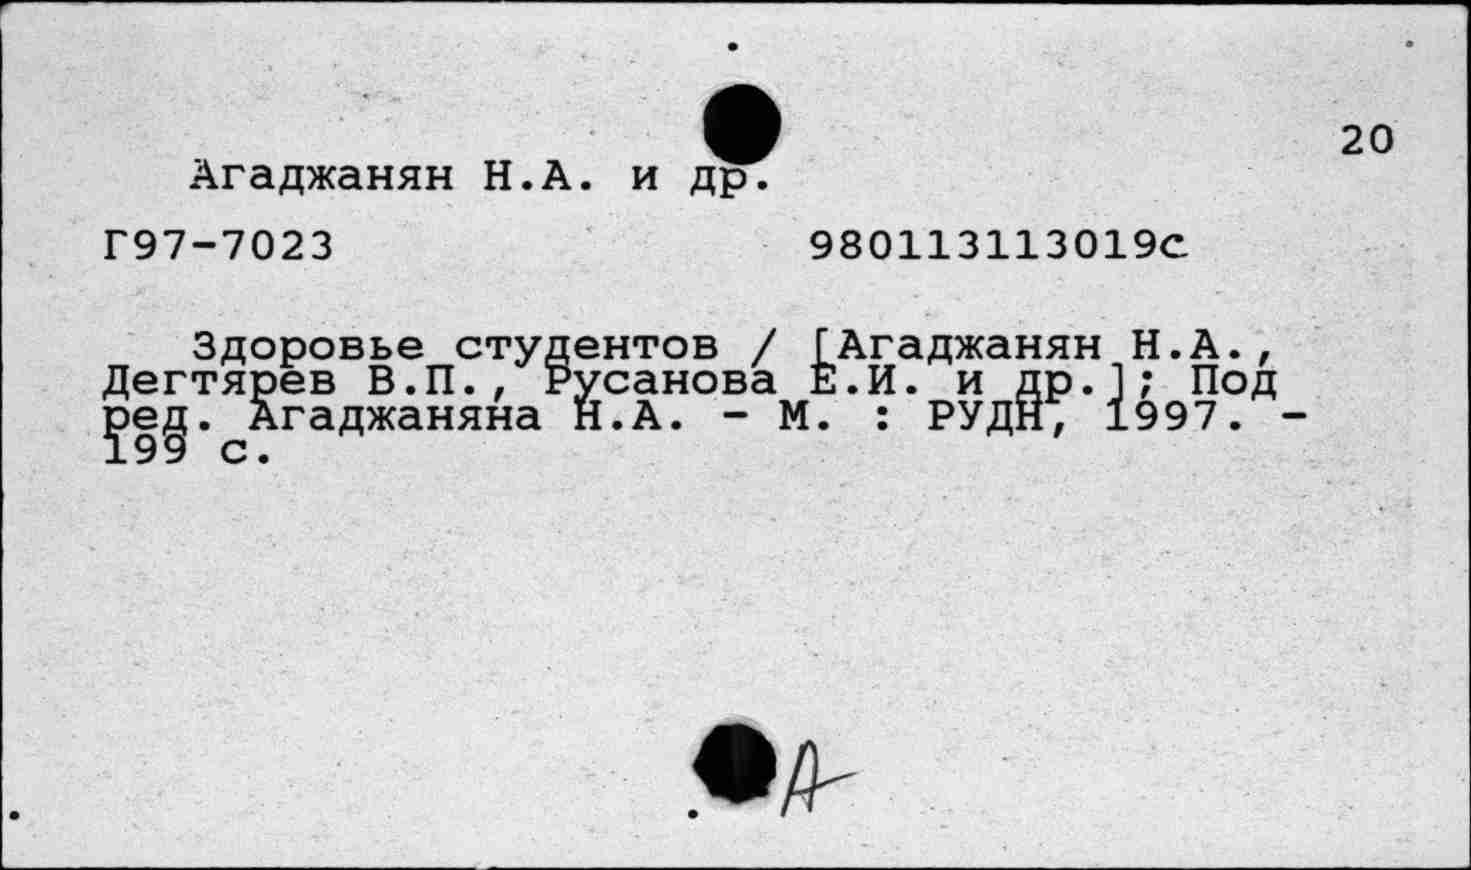 20
Агаджанян Н.А. и др.
Г97-7023 980113113019с
Здоровье студентов / [Агаджанян Н.А.,
Дегтярев В.П., Русанова Е.И. и др.]; Под
ред. Агаджаняна Н.А. - М. : РУДН, 1997. -
199 с.
А